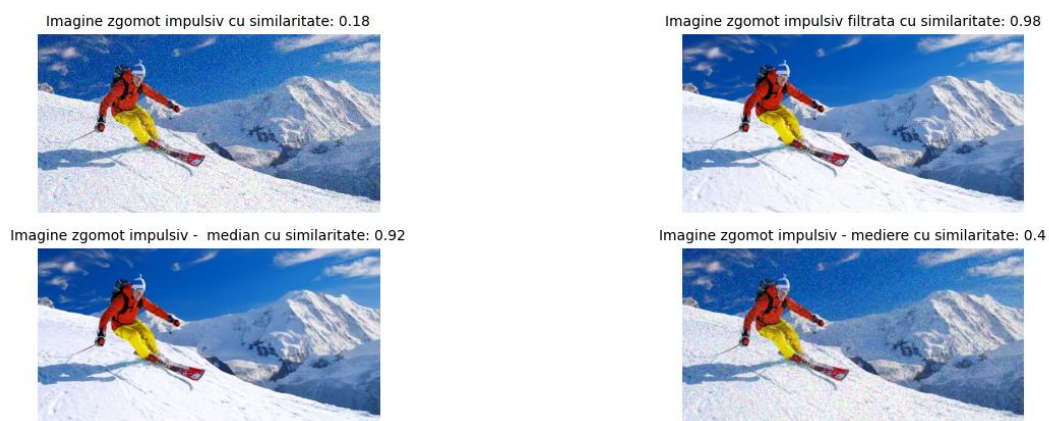 Imagine zgomot impulsiv cu similaritate: 0.18
Imagine zgomot impulsiv filtrata cu similaritate: 0.98
Imagine zgomot impulsiv -  median cu similaritate: 0.92
Imagine zgomot impulsiv - mediere cu similaritate: 0.4